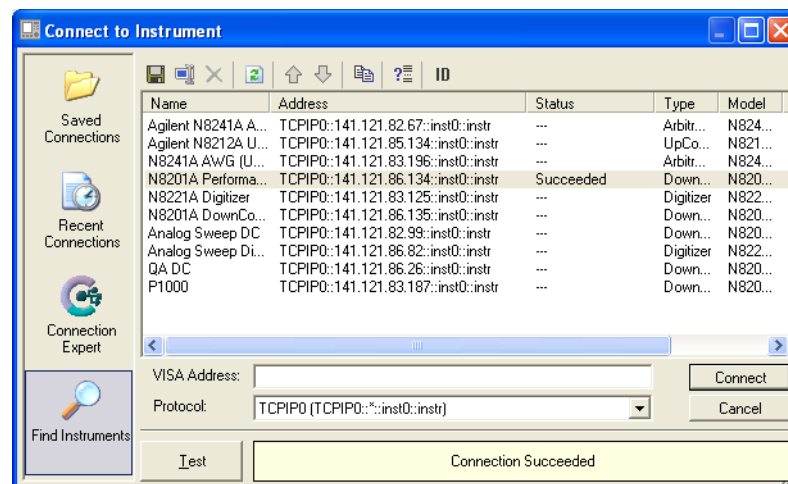 Connect to Instrument
Saved
Connections
Recent
Connections
Connection
Expert
Find Instruments
ID
Name Address Status Type Model
Agilent N8241A A... TCPIP0::141.121.82.67::inst0::instr --- Arbitr... N824...
Agilent N8212A U... TCPIP0::141.121.85.134::inst0::instr --- UpCo... N821...
N8241A AWG (U... TCPIP0::141.121.83.196::inst0::instr --- Arbitr... N824...
N8201A Performa... TCPIP0::141.121.86.134::inst0::instr Succeeded Down... N820...
N8221A Digitizer TCPIP0::141.121.83.125::inst0::instr --- Digitizer N822...
N8201A DownCo... TCPIP0::141.121.86.135::inst0::instr --- Down... N820...
Analog Sweep DC TCPIP0::141.121.82.99::inst0::instr --- Down... N820...
Analog Sweep Di... TCPIP0::141.121.86.82::inst0::instr --- Digitizer N822...
QA DC TCPIP0::141.121.86.26::inst0::instr --- Down... N820...
P1000 TCPIP0::141.121.83.187::inst0::instr --- Down... N820...
VISA Address:
Connect
Protocol: TCPIP0 (TCPIP0::*::inst0::instr)
Cancel
Test
Connection Succeeded